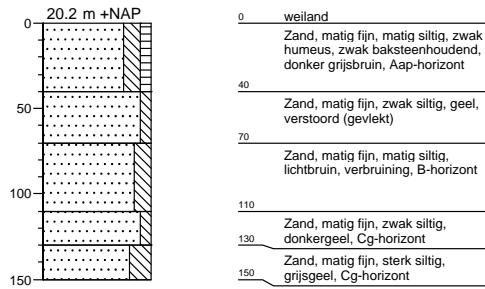 20.2 m +NAP
0
50
100
150
0 weiland
Zand, matig fijn, matig siltig, zwak
humeus, zwak baksteenhoudend,
donker grijsbruin, Aap-horizont
40
Zand, matig fijn, zwak siltig, geel,
verstoord (gevlekt)
70
Zand, matig fijn, matig siltig,
lichtbruin, verbruining, B-horizont
110
Zand, matig fijn, zwak siltig,
donkergeel, Cg-horizont
130
Zand, matig fijn, sterk siltig,
grijsgeel, Cg-horizont
150